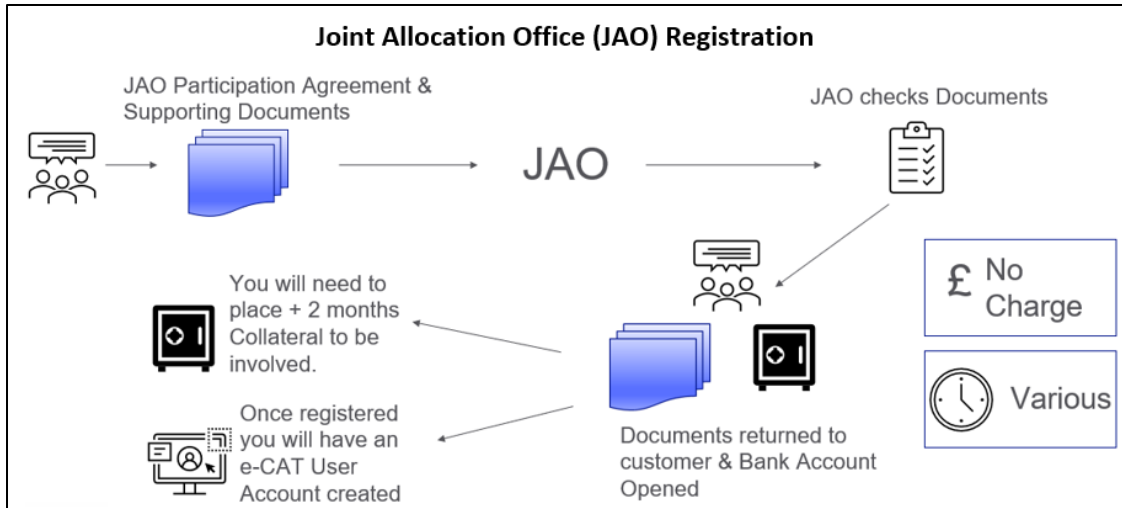 Joint Allocation Office (JAO) Registration
JAO Participation Agreement &
Supporting Documents
JAO
JAO checks Documents
You will need to
place + 2 months
Collateral to be
involved.
Once registered
you will have an
e-CAT User
Account created
Documents returned to
customer & Bank Account
Opened
£ No
Charge
Various